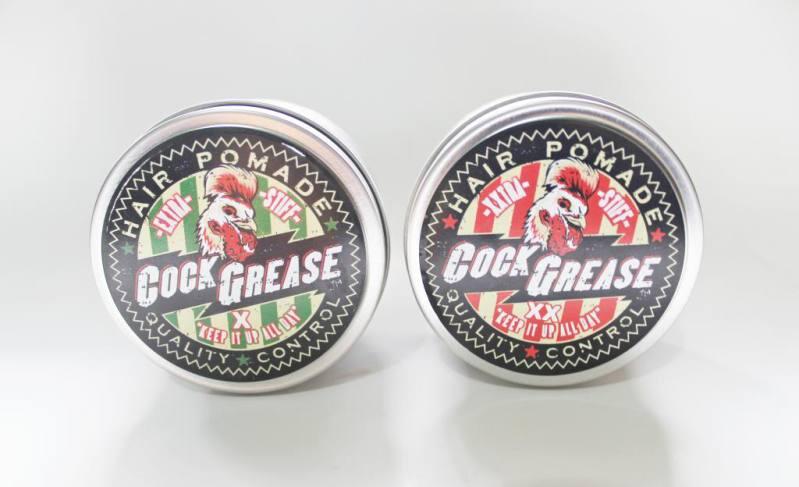 HAIR POMADE
EXTRA STIFF
COCK GREASE
X
"KEEP IT UP ALL DAY"
QUALITY CONTROL
HAIR POMADE
XXTRA STIFF
COCK GREASE
XX
"KEEP IT UP ALL DAY"
QUALITY CONTROL